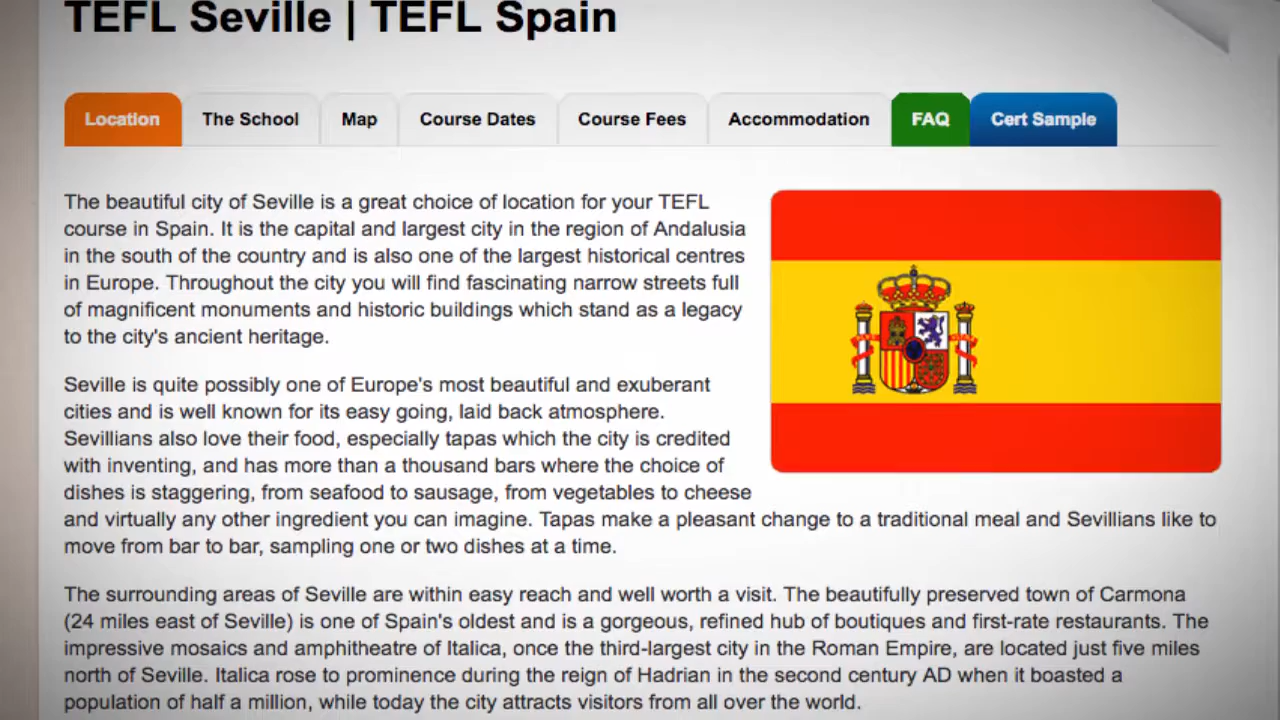 TEFL Seville | TEFL Spain
Location The School Map Course Dates Course Fees Accommodation FAQ Cert Sample
The beautiful city of Seville is a great choice of location for your TEFL
course in Spain. It is the capital and largest city in the region of Andalusia
in the south of the country and is also one of the largest historical centres
in Europe. Throughout the city you will find fascinating narrow streets full
of magnificent monuments and historic buildings which stand as a legacy
to the city's ancient heritage.
Seville is quite possibly one of Europe's most beautiful and exuberant
cities and is well known for its easy going, laid back atmosphere.
Sevillians also love their food, especially tapas which the city is credited
with inventing, and has more than a thousand bars where the choice of
dishes is staggering, from seafood to sausage, from vegetables to cheese
and virtually any other ingredient you can imagine. Tapas make a pleasant change to a traditional meal and Sevillians like to
move from bar to bar, sampling one or two dishes at a time.
The surrounding areas of Seville are within easy reach and well worth a visit. The beautifully preserved town of Carmona
(24 miles east of Seville) is one of Spain's oldest and is a gorgeous, refined hub of boutiques and first-rate restaurants. The
impressive mosaics and amphitheatre of Italica, once the third-largest city in the Roman Empire, are located just five miles
north of Seville. Italica rose to prominence during the reign of Hadrian in the second century AD when it boasted a
population of half a million, while today the city attracts visitors from all over the world.